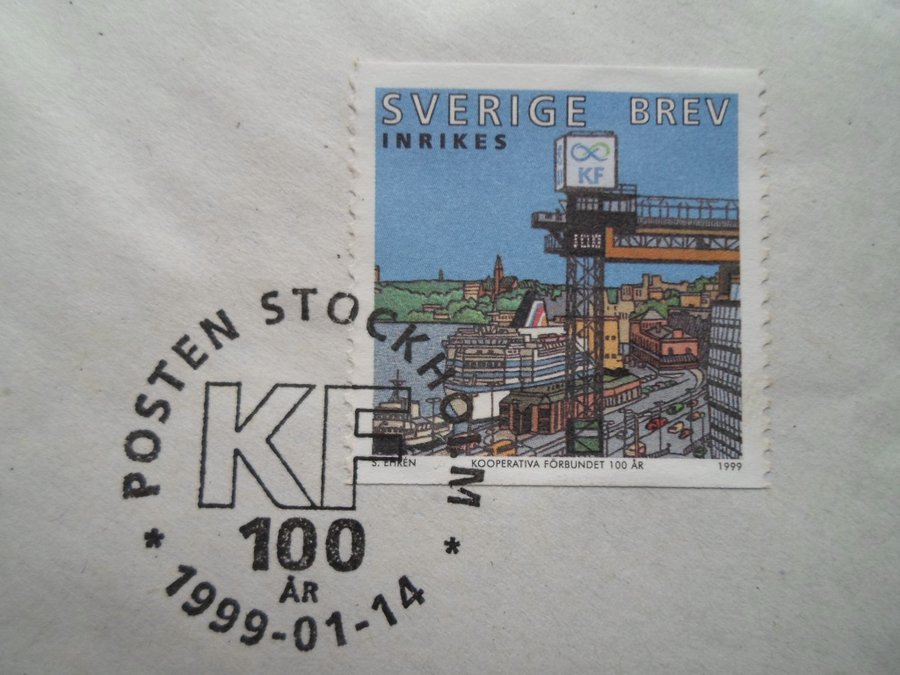 SVERIGE BREV
INRIKES
KF
S. EHRÉN KOOPERATIVA FÖRBUNDET 100 ÅR 1999
POSTEN STOCKHOLM
KF
100
ÅR
* 1999-01-14 *